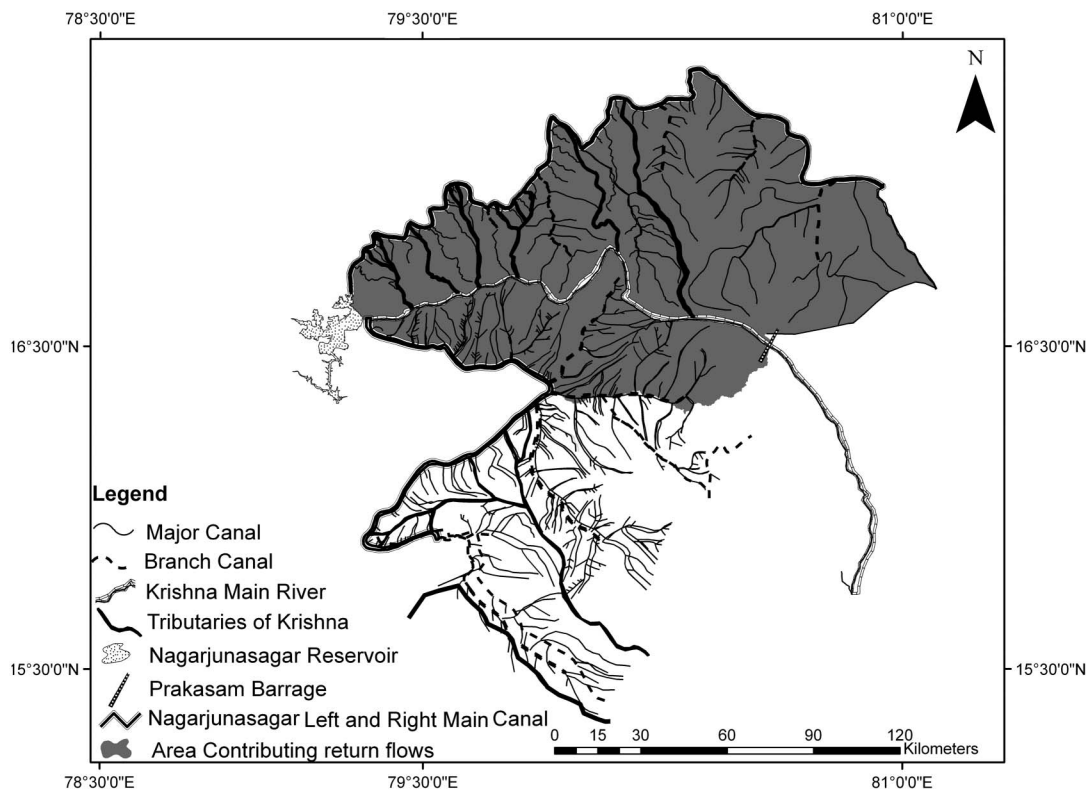 78°30'0"E 79°30'0"E 81°0'0"E
N
16°30'0"N 16°30'0"N
Legend
Major Canal
Branch Canal
Krishna Main River
Tributaries of Krishna
Nagarjunasagar Reservoir
Prakasam Barrage
Nagarjunasagar Left and Right Main Canal
Area Contributing return flows
15°30'0"N 15°30'0"N
0 15 30 60 90 120
Kilometers
78°30'0"E 79°30'0"E 81°0'0"E